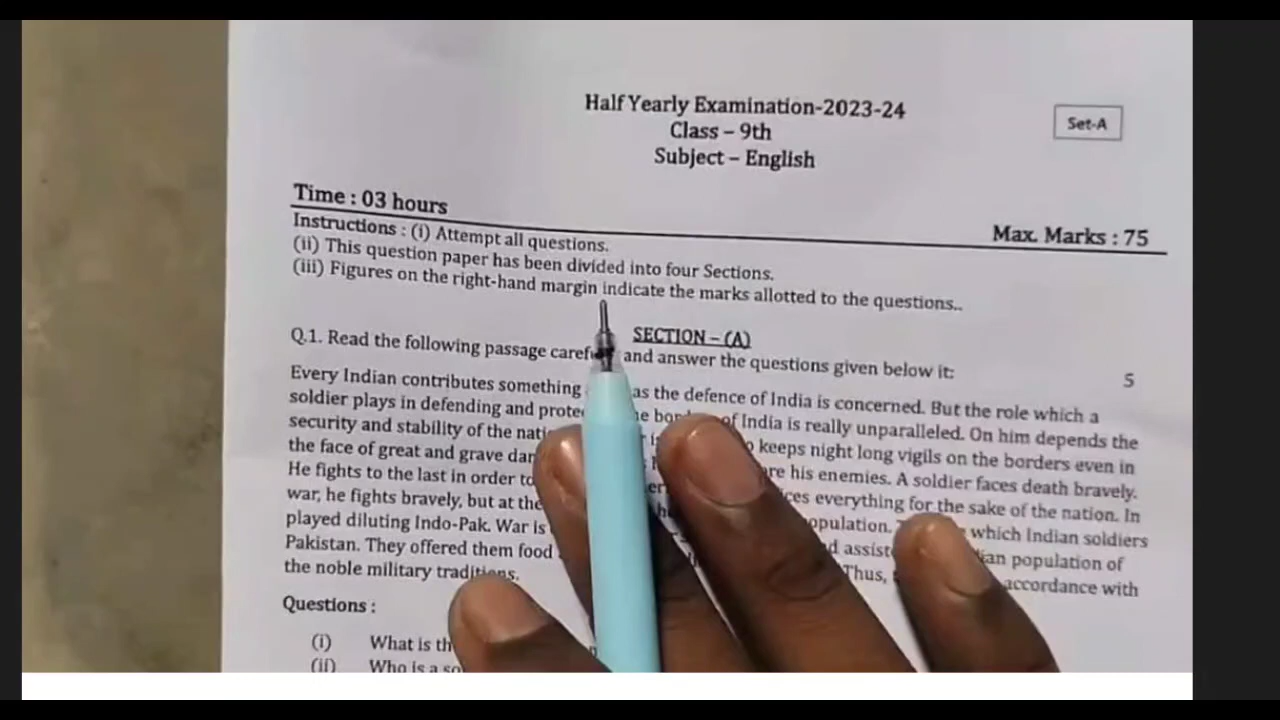 Half Yearly Examination-2023-24
Class – 9th
Subject – English
Set-A
Time : 03 hours
Max. Marks : 75
Instructions : (i) Attempt all questions.
(ii) This question paper has been divided into four Sections.
(iii) Figures on the right-hand margin indicate the marks allotted to the questions..
SECTION – (A)
Q.1. Read the following passage and answer the questions given below it: 5
Every Indian contributes something as the defence of India is concerned. But the role which a
soldier plays in defending and of India is really unparalleled. On him depends the
security and stability of the keeps night long vigils on the borders even in
the face of great and grave his enemies. A soldier faces death bravely.
He fights to the last in order to everything for the sake of the nation. In
war, he fights bravely, but at the which Indian soldiers
played diluting Indo-Pak. War is population of
Pakistan. They offered them food Thus, accordance with
the noble military traditions.
Questions :
(i) What is
(ii) Who is a